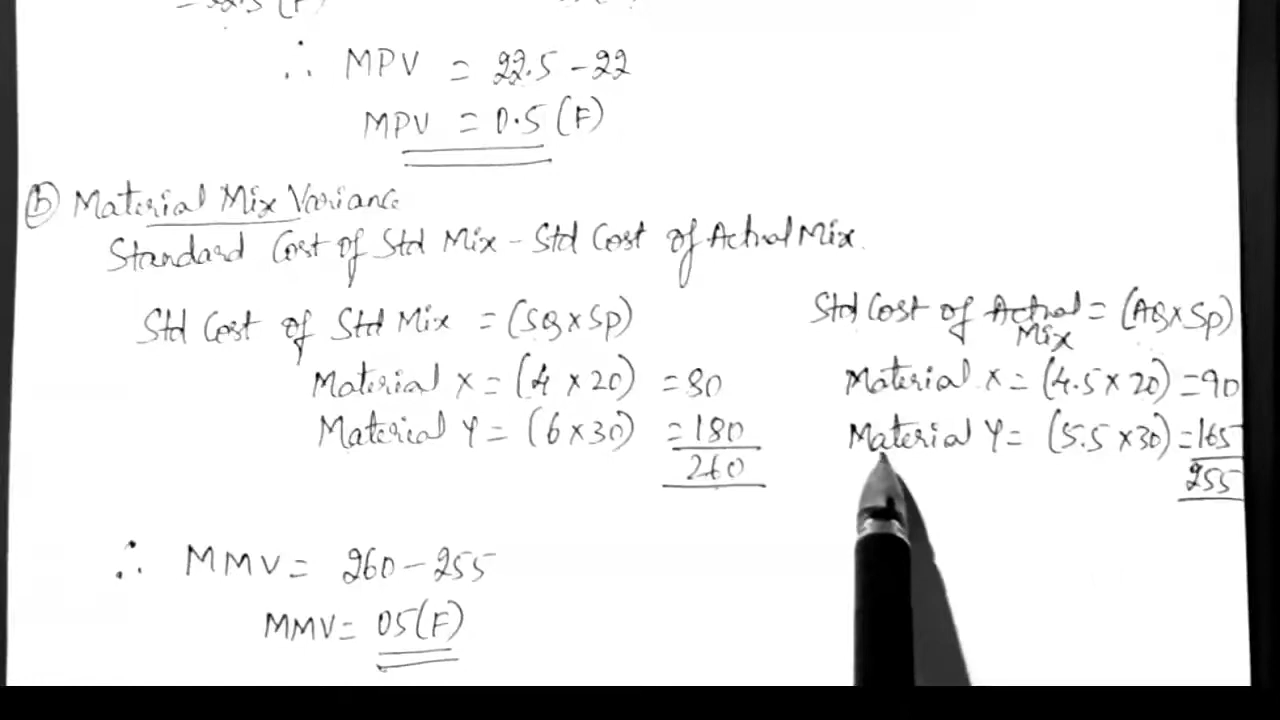 ∴ MPV = 22.5 - 22
MPV = 0.5 (F)
(b) Material Mix Variance
Standard Cost of Std Mix - Std Cost of Actual Mix.
Std Cost of Std Mix = (SQ x SP)
Material X = (4 x 20) = 80
Material Y = (6 x 30) = 180
260
Std Cost of Actual Mix = (AQ x SP)
Material X = (4.5 x 20) = 90
Material Y = (5.5 x 30) = 165
255
∴ MMV = 260 - 255
MMV = 05 (F)